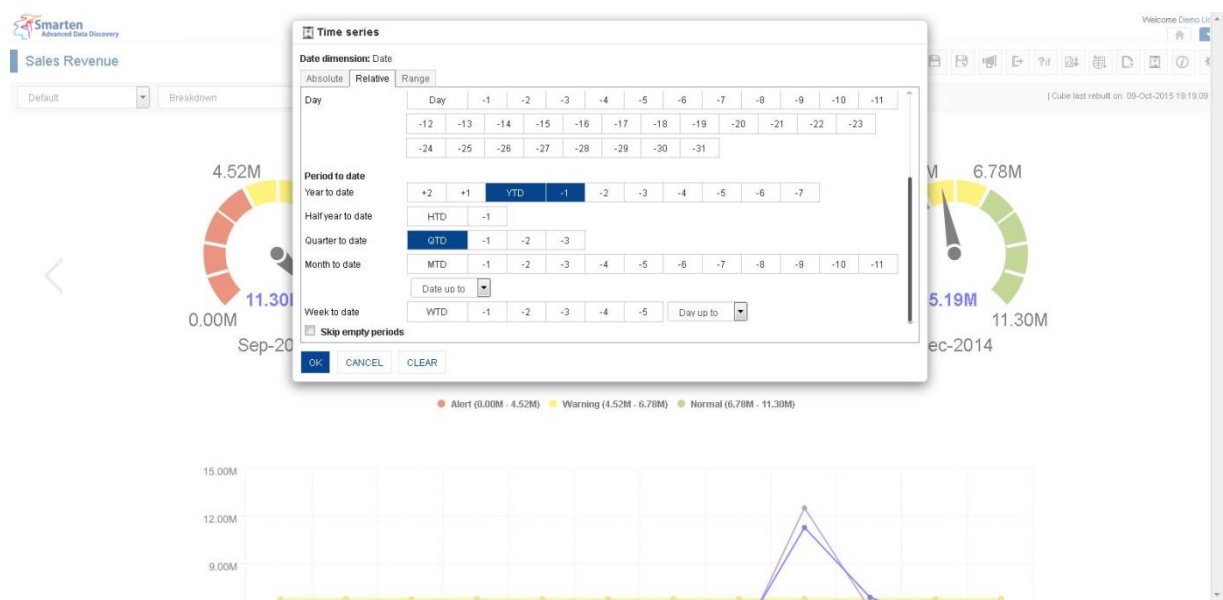 Smarten
Advanced Data Discovery
Welcome Demo Us
Sales Revenue
?if
Default
Breakdown
| Cube last rebuilt on 09-Oct-2015 19:19:09
Time series
Date dimension: Date
Absolute Relative Range
Day Day -1 -2 -3 -4 -5 -6 -7 -8 -9 -10 -11
-12 -13 -14 -15 -16 -17 -18 -19 -20 -21 -22 -23
-24 -25 -26 -27 -28 -29 -30 -31
Period to date
Year to date +2 +1 YTD -1 -2 -3 -4 -5 -6 -7
Half year to date HTD -1
Quarter to date QTD -1 -2 -3
Month to date MTD -1 -2 -3 -4 -5 -6 -7 -8 -9 -10 -11
Date up to
Week to date WTD -1 -2 -3 -4 -5 Day up to
Skip empty periods
OK CANCEL CLEAR
4.52M
M 6.78M
11.30
5.19M
0.00M
11.30M
Sep-20
ec-2014
Alert (0.00M - 4.52M) Warning (4.52M - 6.78M) Normal (6.78M - 11.30M)
15.00M
12.00M
9.00M